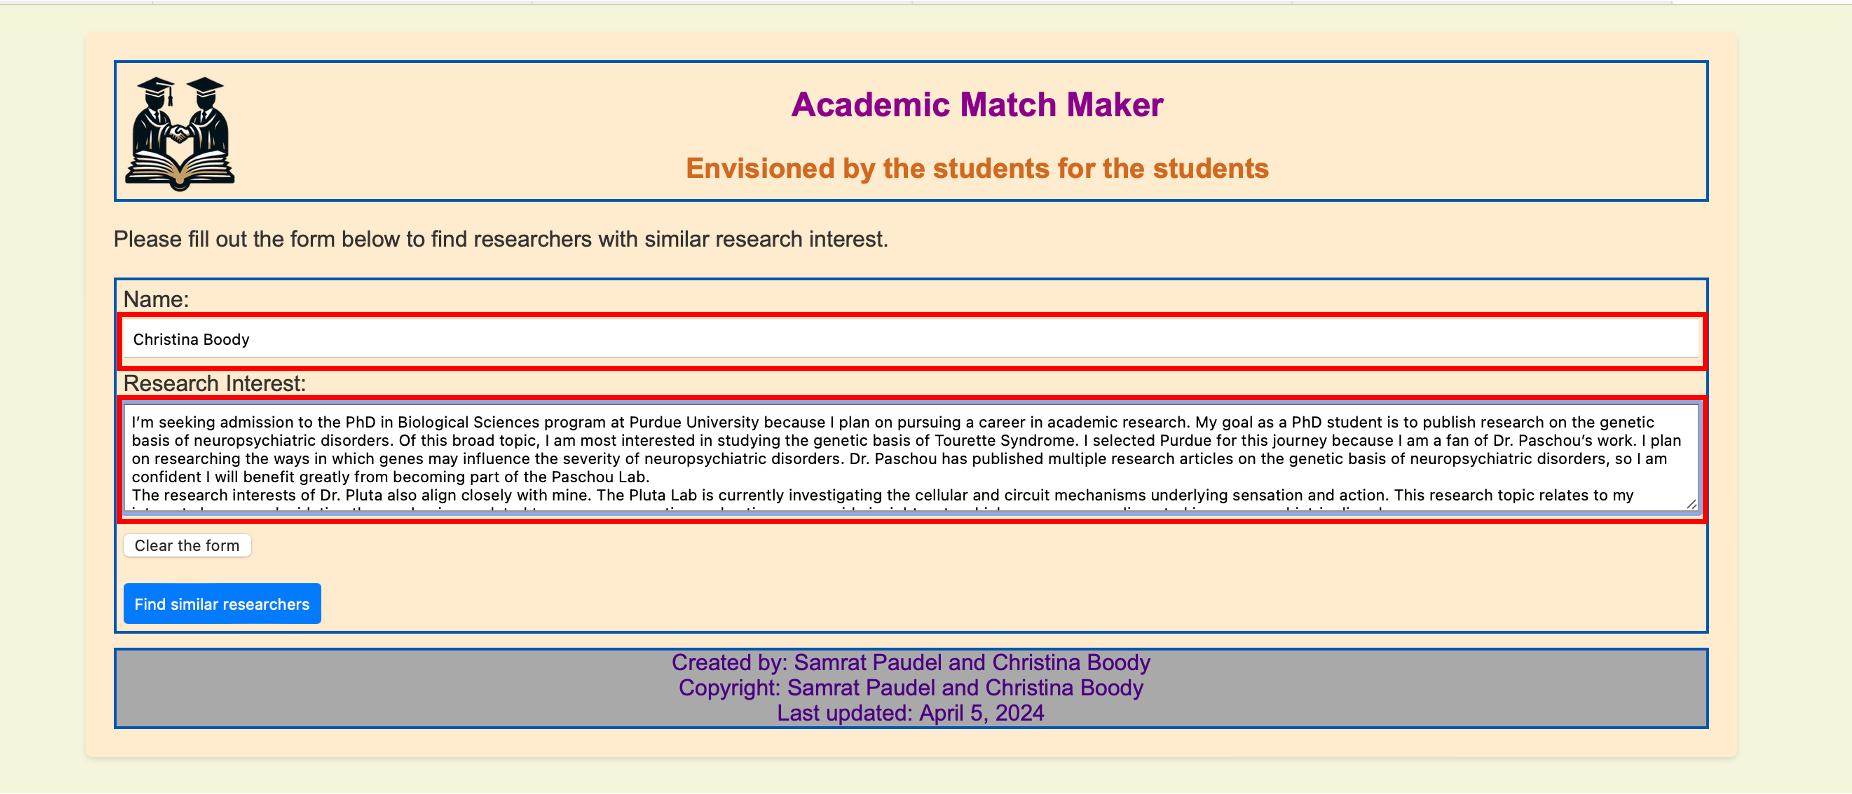 Academic Match Maker
Envisioned by the students for the students
Please fill out the form below to find researchers with similar research interest.
Name:
Christina Boody
Research Interest:
I'm seeking admission to the PhD in Biological Sciences program at Purdue University because I plan on pursuing a career in academic research. My goal as a PhD student is to publish research on the genetic
basis of neuropsychiatric disorders. Of this broad topic, I am most interested in studying the genetic basis of Tourette Syndrome. I selected Purdue for this journey because I am a fan of Dr. Paschou's work. I plan
on researching the ways in which genes may influence the severity of neuropsychiatric disorders. Dr. Paschou has published multiple research articles on the genetic basis of neuropsychiatric disorders, so I am
confident I will benefit greatly from becoming part of the Paschou Lab.
The research interests of Dr. Pluta also align closely with mine. The Pluta Lab is currently investigating the cellular and circuit mechanisms underlying sensation and action. This research topic relates to my
Clear the form
Find similar researchers
Created by: Samrat Paudel and Christina Boody
Copyright: Samrat Paudel and Christina Boody
Last updated: April 5, 2024